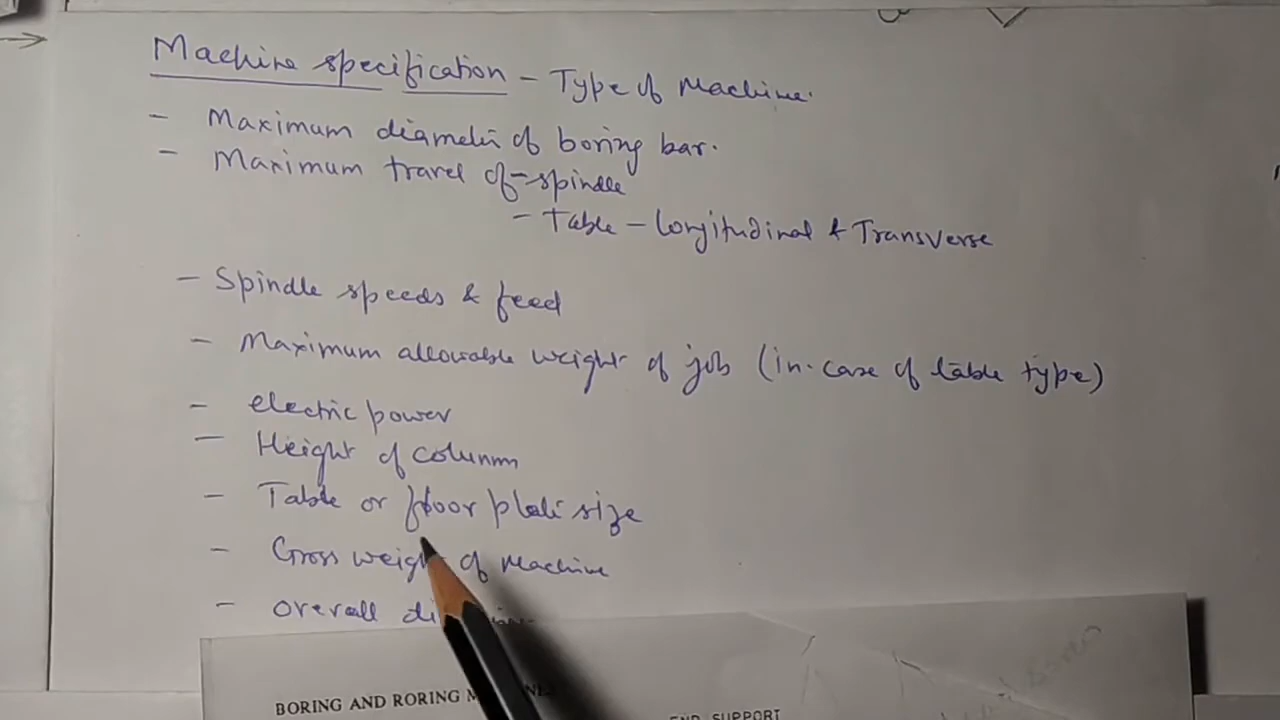 Machine specification - Type of Machine.
- Maximum diameter of boring bar.
- Maximum travel of - spindle
- Table - longitudinal & Transverse
- Spindle speeds & feed
- Maximum allowable weight of job (in.case of table type)
- electric power
- Height of column
- Table or floor plate size
- Gross weight of Machine
- overall
BORING AND RORING
END SUPPORT